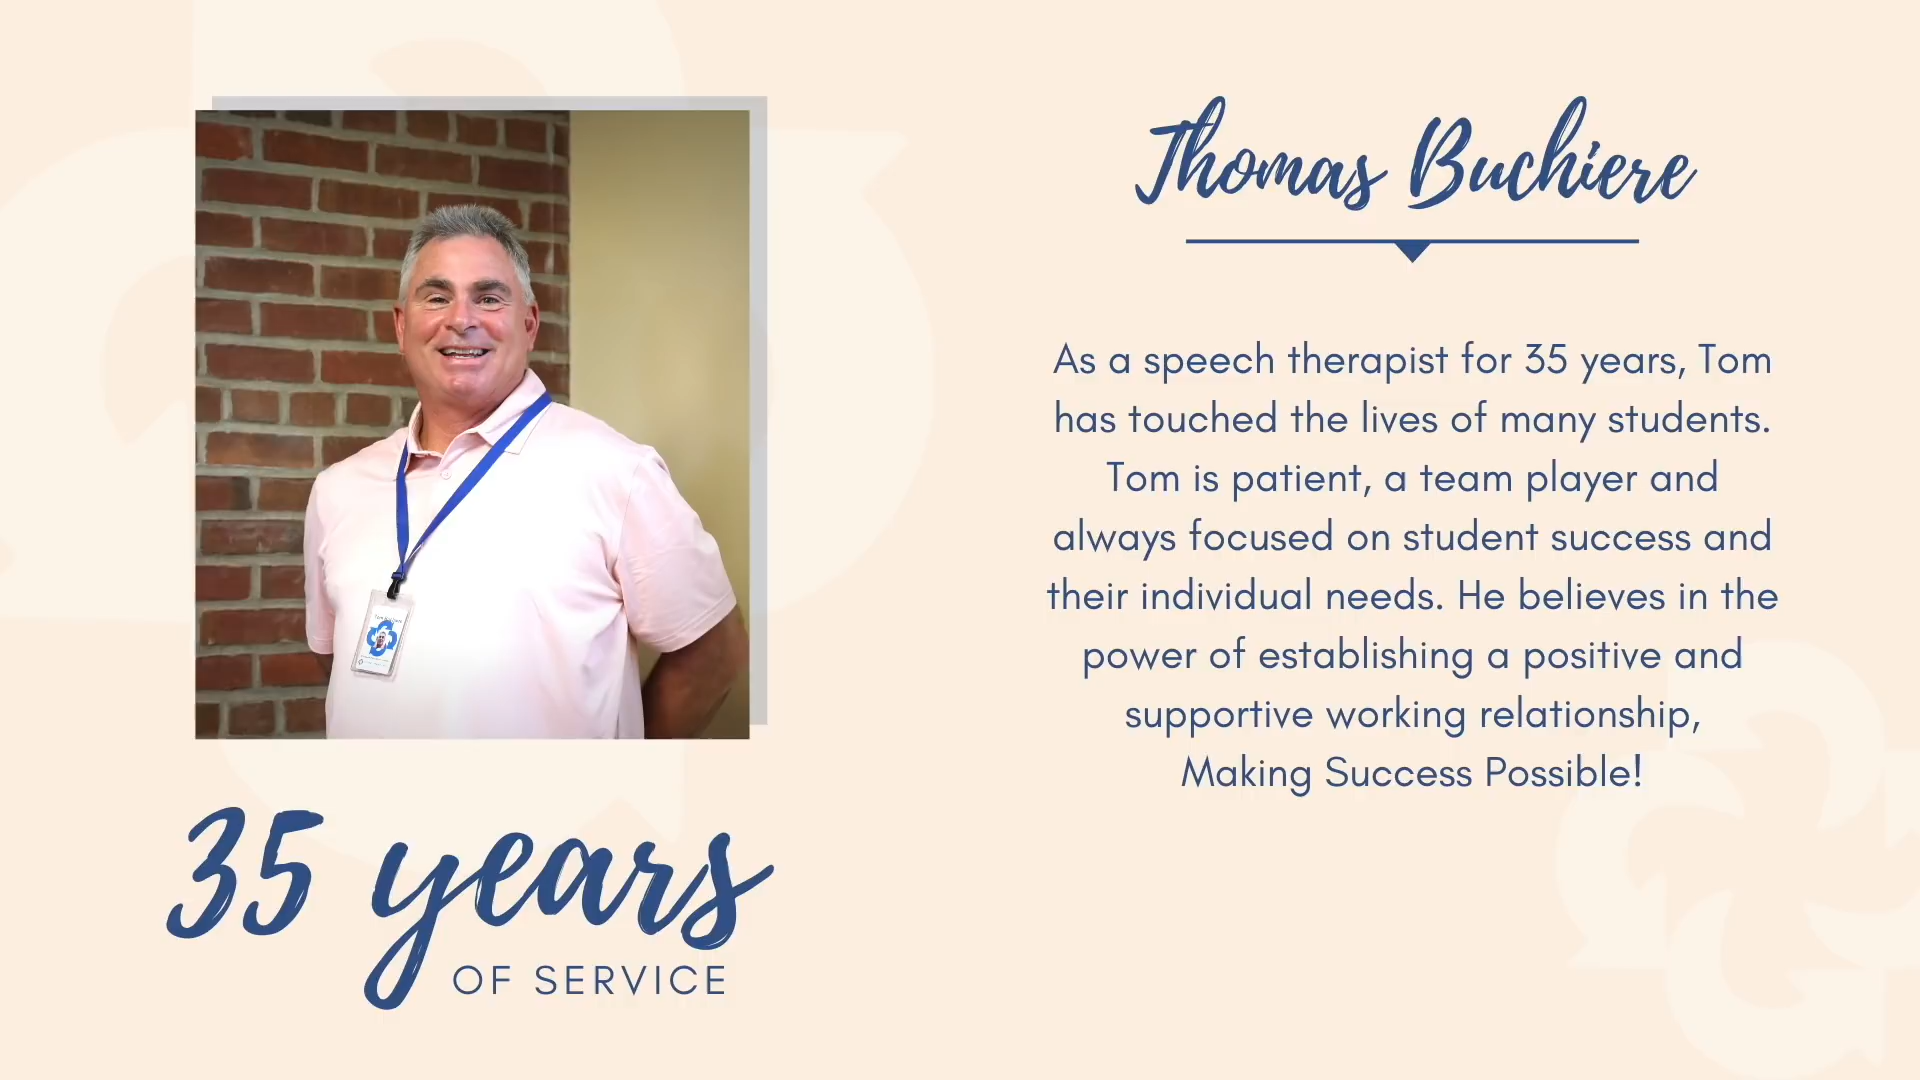 Thomas Buchiere
As a speech therapist for 35 years, Tom
has touched the lives of many students.
Tom is patient, a team player and
always focused on student success and
their individual needs. He believes in the
power of establishing a positive and
supportive working relationship,
Making Success Possible!
35 years
OF SERVICE